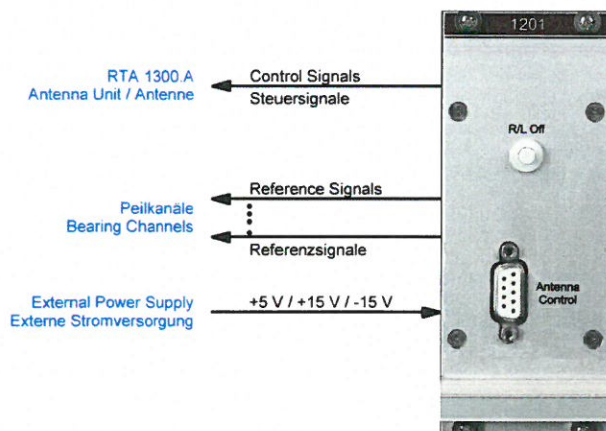 1201
RTA 1300.A
Antenna Unit / Antenne
Control Signals
Steuersignale
R/L Off
Peilkanäle
Bearing Channels
Reference Signals
Referenzsignale
External Power Supply
Externe Stromversorgung
+5 V / +15 V / -15 V
Antenna
Control